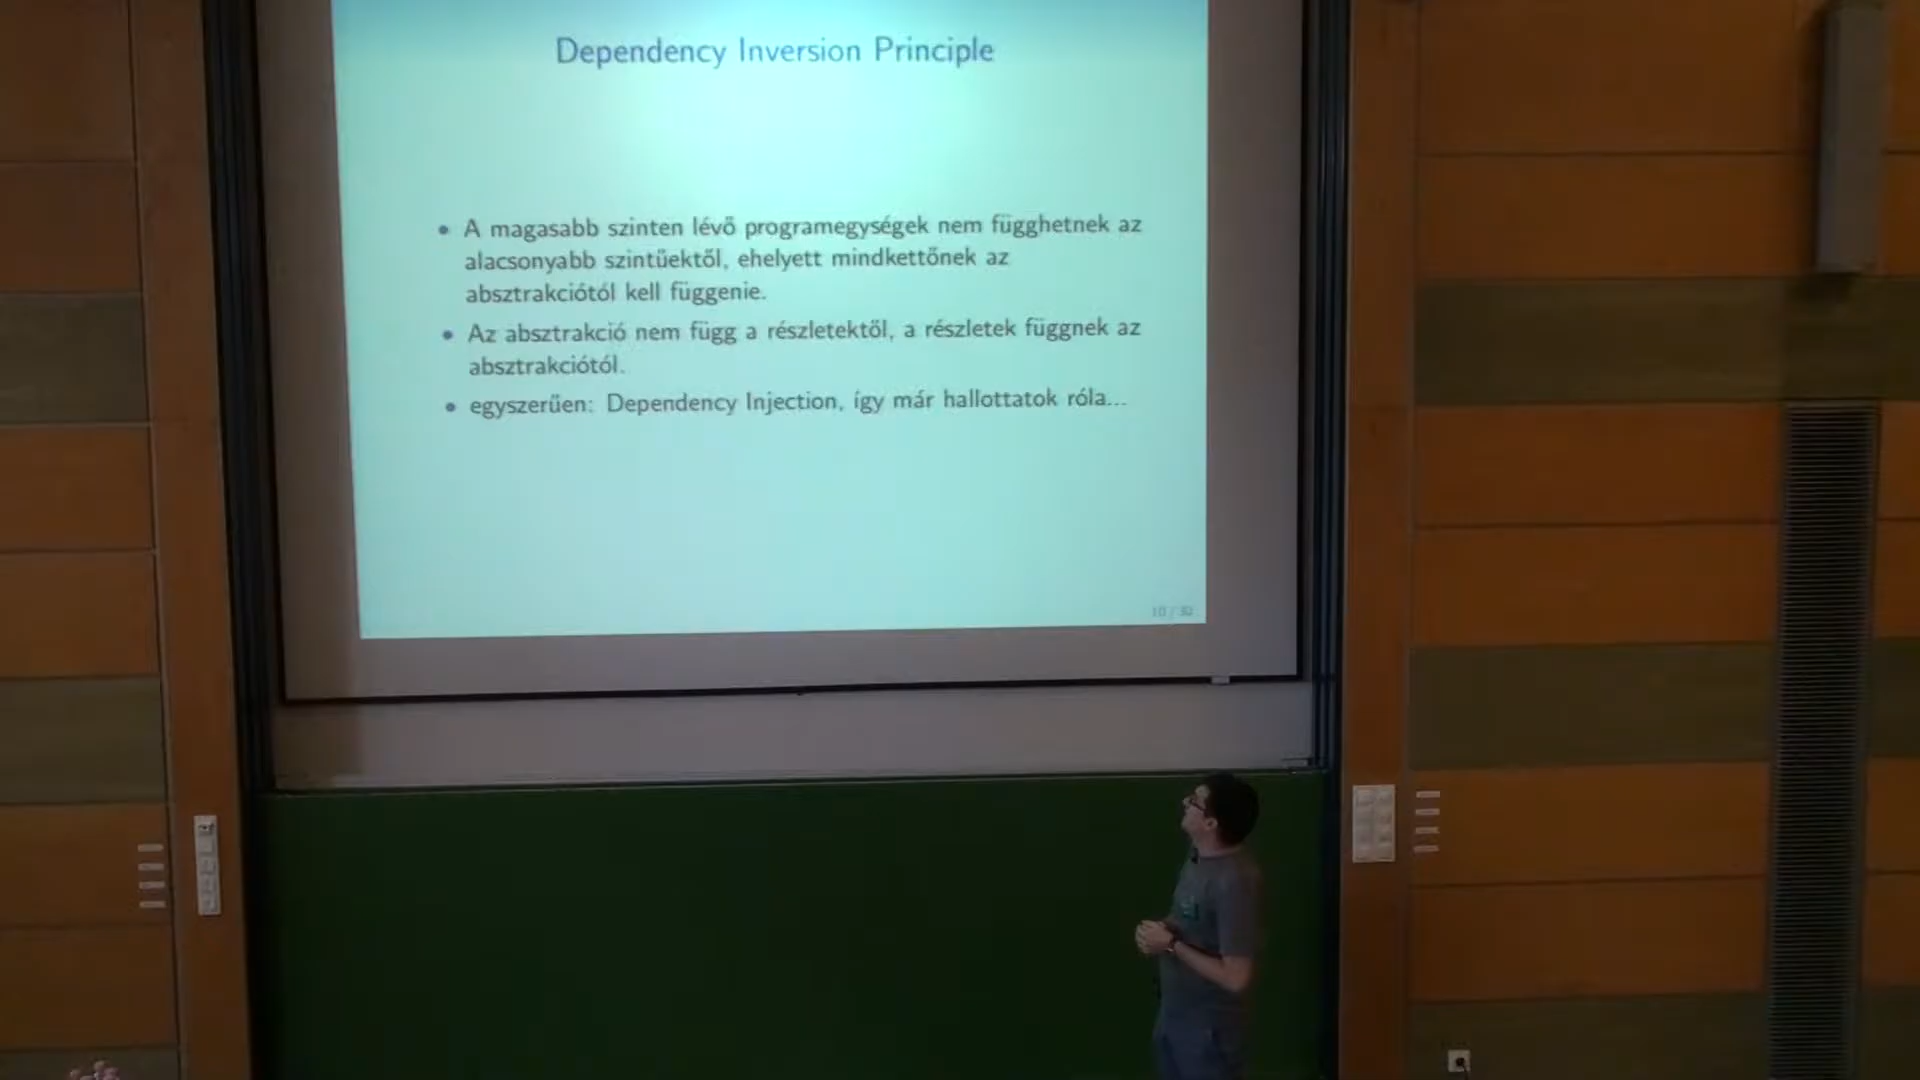 Dependency Inversion Principle
• A magasabb szinten lévő programegységek nem függhetnek az
alacsonyabb szintűektől, ehelyett mindkettőnek az
absztrakciótól kell függenie.
• Az absztrakció nem függ a részletektől, a részletek függnek az
absztrakciótól.
• egyszerűen: Dependency Injection, így már hallottatok róla...